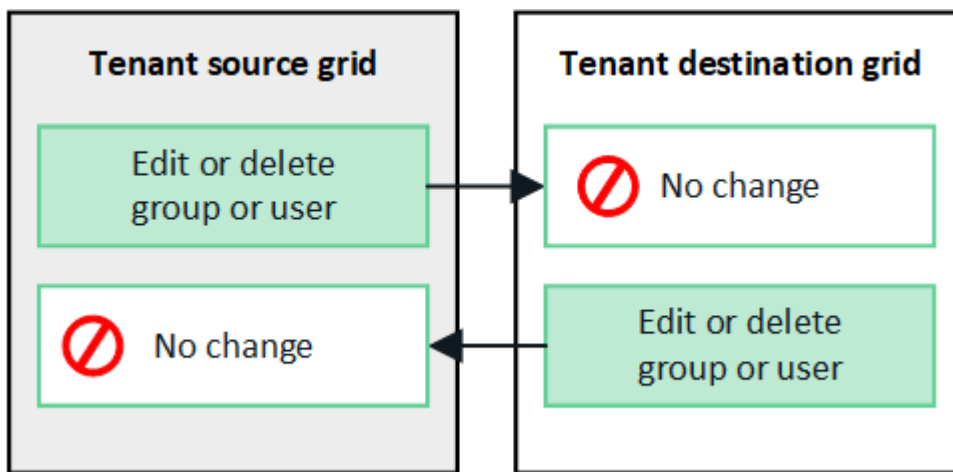 Tenant source grid
Edit or delete
group or user
No change
Tenant destination grid
No change
Edit or delete
group or user